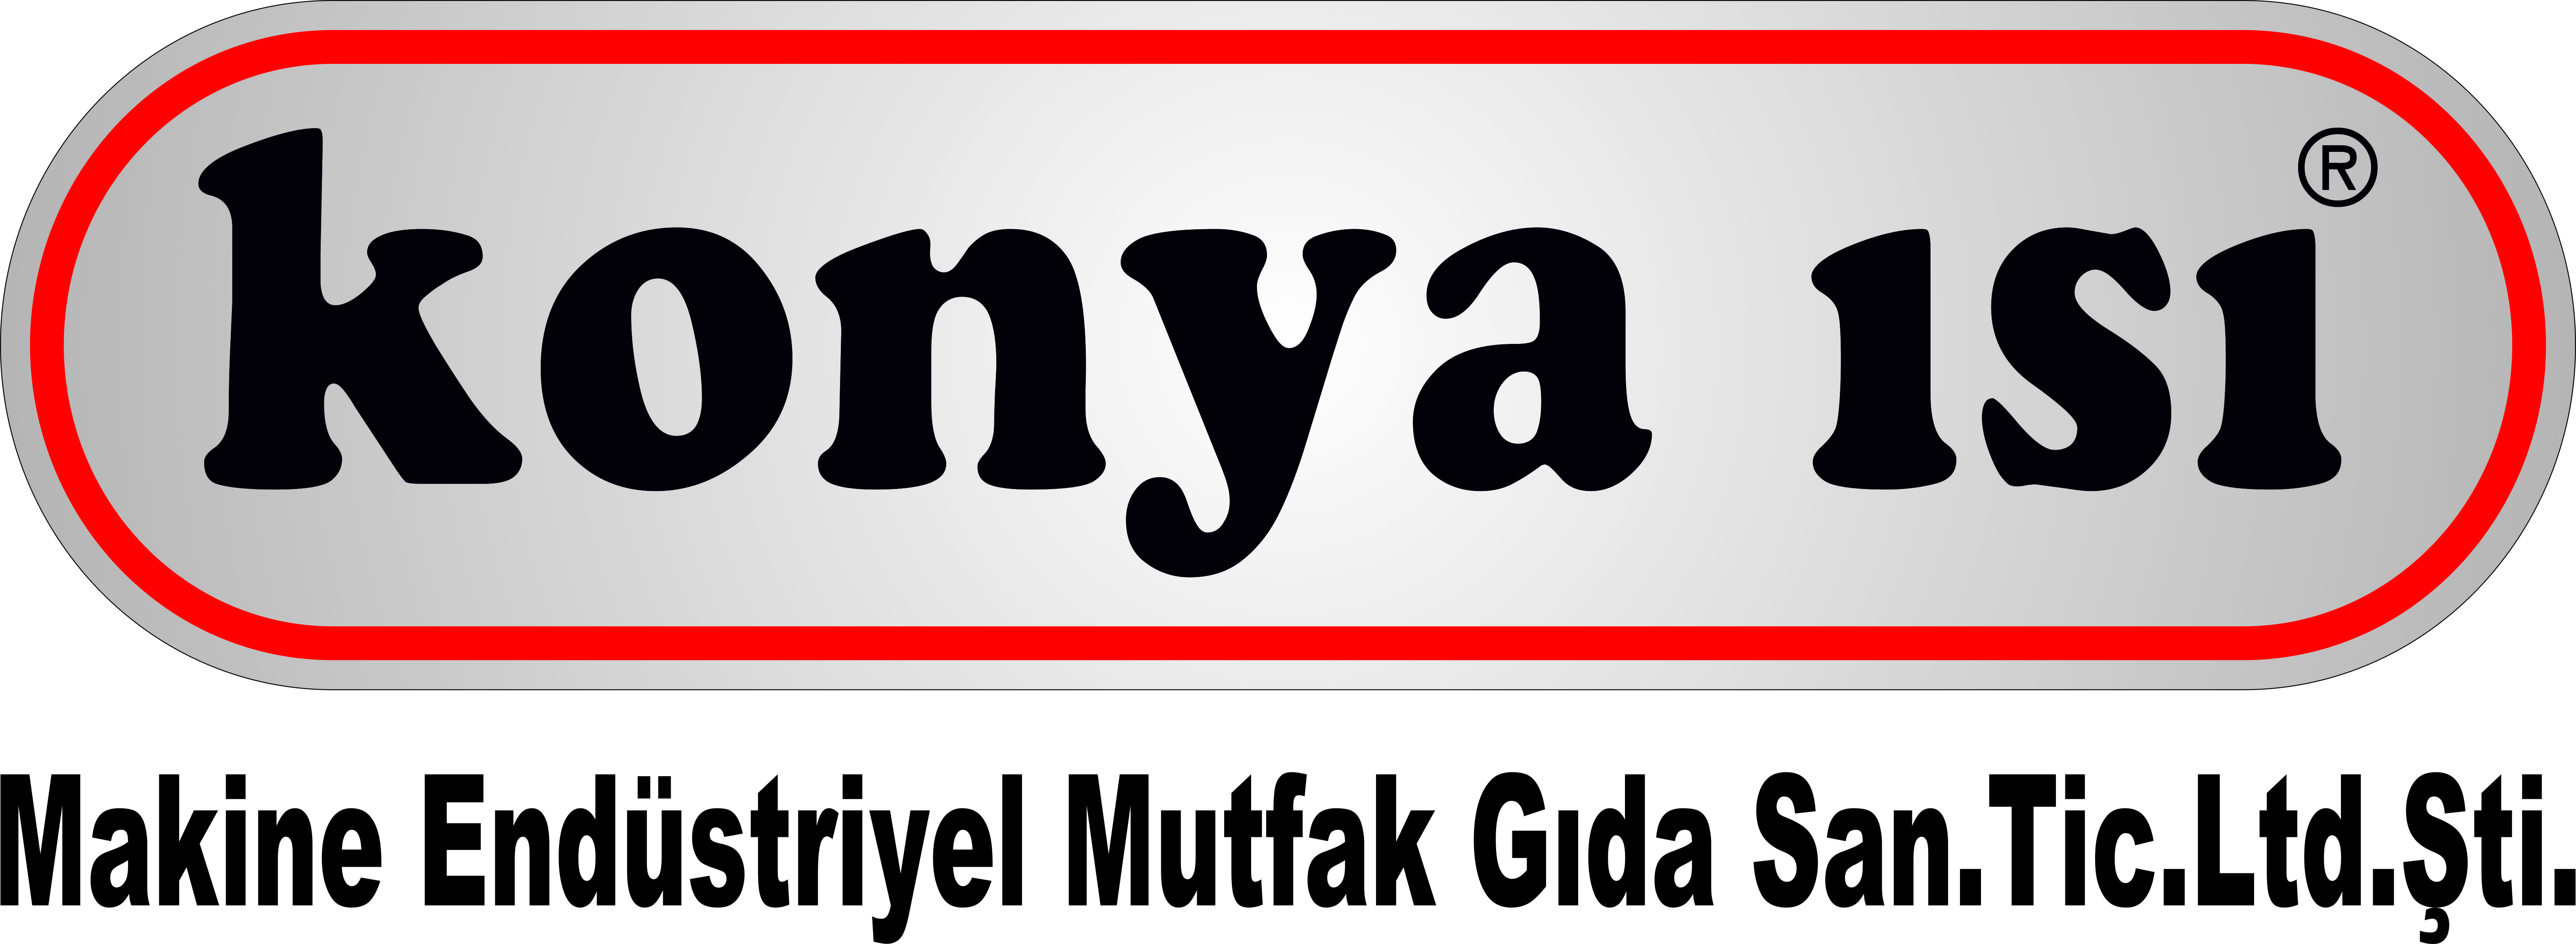 konya ısı ®
Makine Endüstriyel Mutfak Gıda San.Tic.Ltd.Şti.